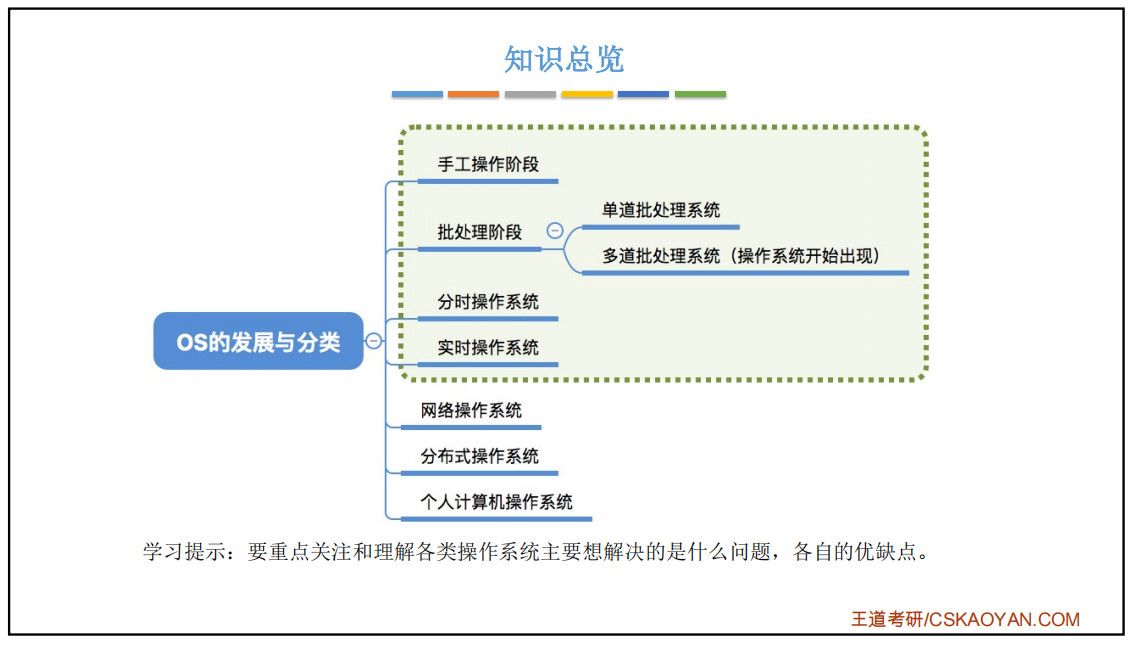 知识总览
手工操作阶段
单道批处理系统
批处理阶段
多道批处理系统（操作系统开始出现）
分时操作系统
OS的发展与分类
实时操作系统
网络操作系统
分布式操作系统
个人计算机操作系统
学习提示：要重点关注和理解各类操作系统主要想解决的是什么问题，各自的优缺点。
王道考研/CSKAOYAN.COM